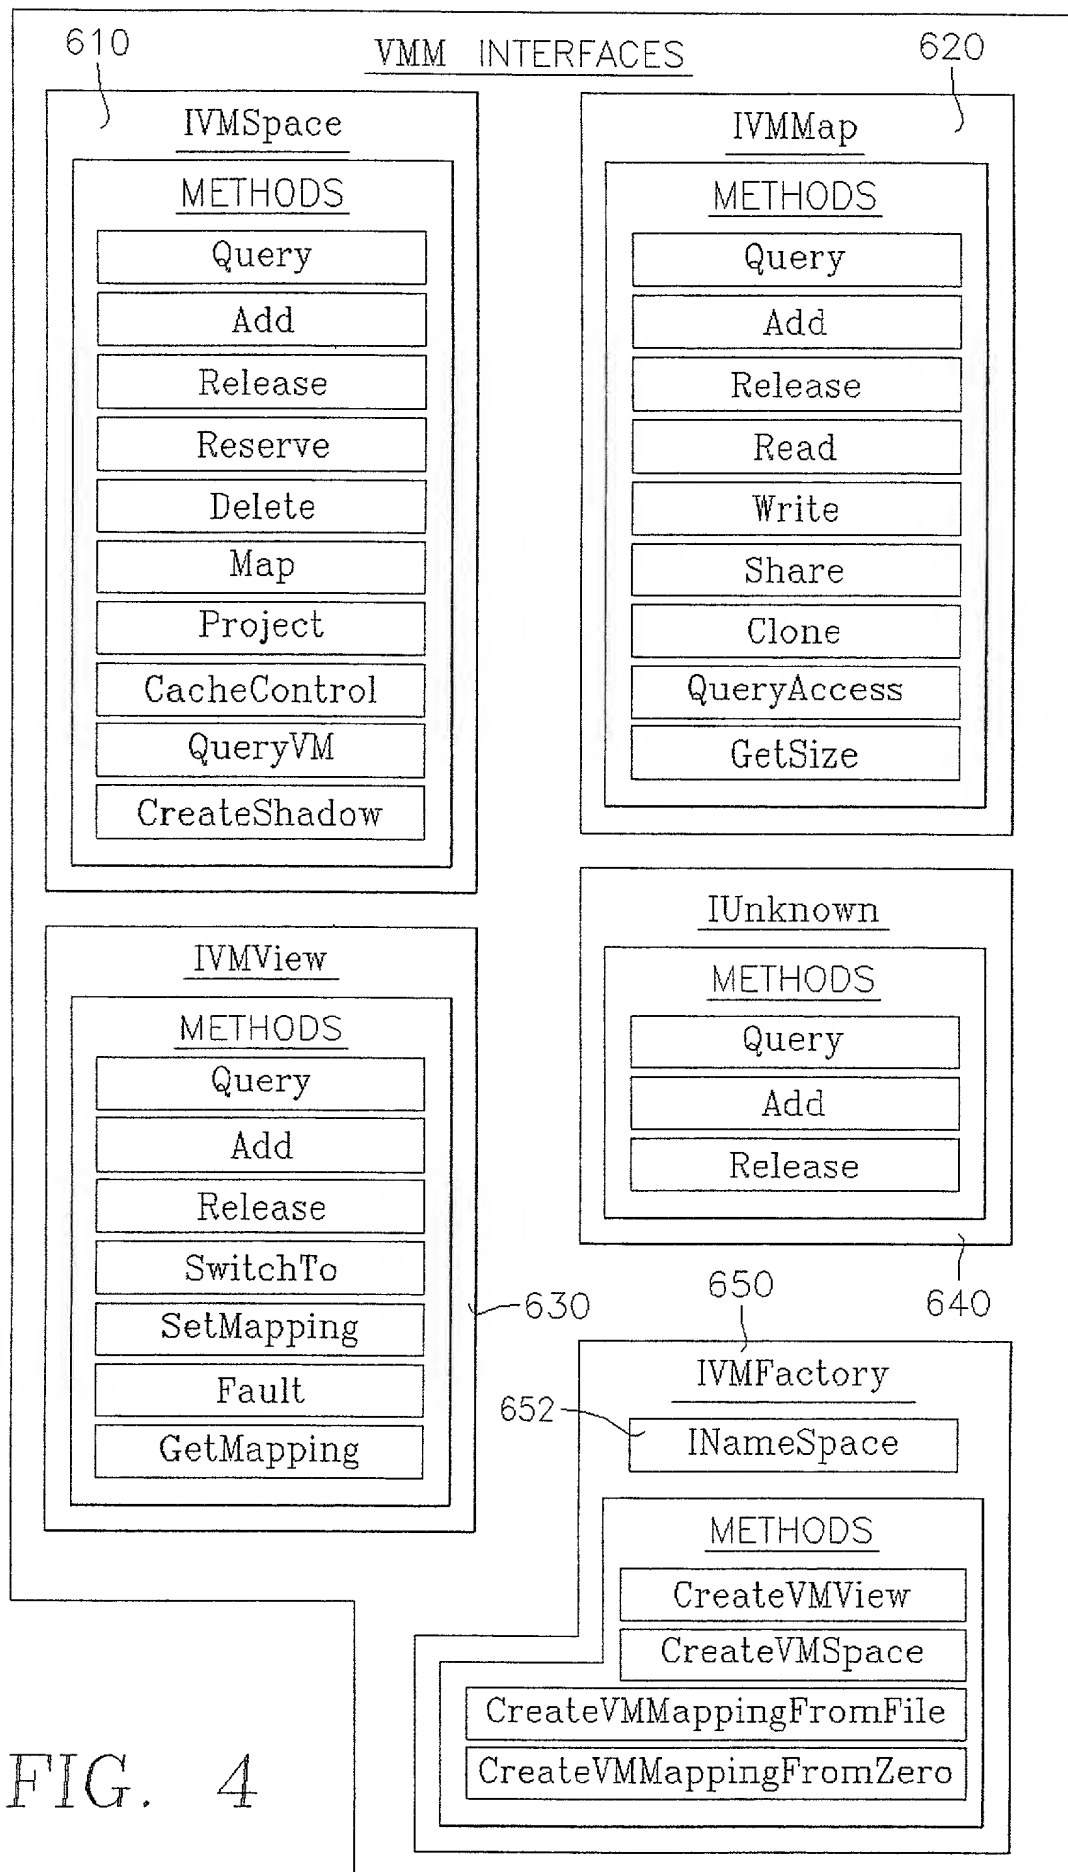 VMM INTERFACES
610
IVMSpace
METHODS
Query
Add
Release
Reserve
Delete
Map
Project
CacheControl
QueryVM
CreateShadow
620
IVMMap
METHODS
Query
Add
Release
Read
Write
Share
Clone
QueryAccess
GetSize
IVMView
METHODS
Query
Add
Release
SwitchTo
SetMapping
Fault
GetMapping
630
IUnknown
METHODS
Query
Add
Release
640
650
IVMFactory
652
INameSpace
METHODS
CreateVMView
CreateVMSpace
CreateVMMappingFromFile
CreateVMMappingFromZero
FIG. 4